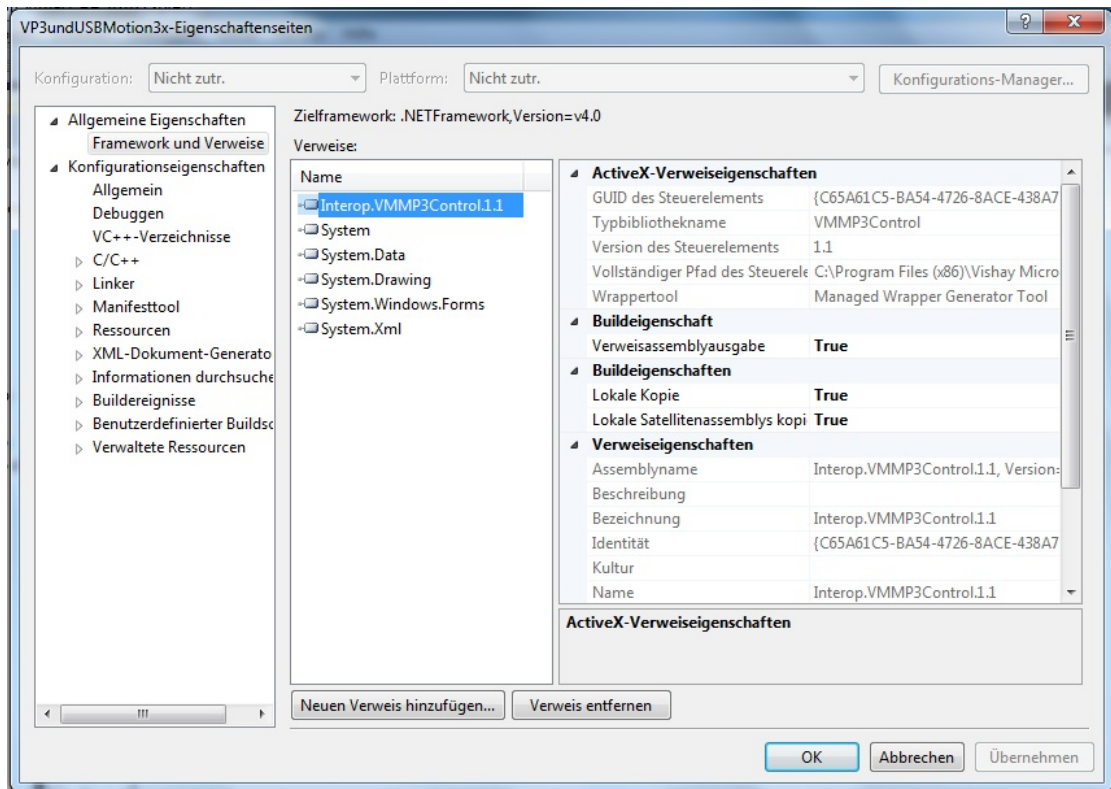 VP3undUSBMotion3x-Eigenschaftenseiten
Konfiguration: Nicht zutr. Plattform: Nicht zutr. Konfigurations-Manager...
Allgemeine Eigenschaften
Framework und Verweise
Konfigurationseigenschaften
Allgemein
Debuggen
VC++-Verzeichnisse
C/C++
Linker
Manifesttool
Ressourcen
XML-Dokument-Generato
Informationen durchsuche
Buildereignisse
Benutzerdefinierter Buildsc
Verwaltete Ressourcen
Zielframework: .NETFramework,Version=v4.0
Verweise:
Name
Interop.VMMP3Control.1.1
System
System.Data
System.Drawing
System.Windows.Forms
System.Xml
ActiveX-Verweiseigenschaften
GUID des Steuerelements {C65A61C5-BA54-4726-8ACE-438A7
Typbibliothekname VMMP3Control
Version des Steuerelements 1.1
Vollständiger Pfad des Steuerele C:\Program Files (x86)\Vishay Micro
Wrappertool Managed Wrapper Generator Tool
Buildeigenschaft
Verweisassemblyausgabe True
Buildeigenschaften
Lokale Kopie True
Lokale Satellitenassemblys kopi True
Verweiseigenschaften
Assemblyname Interop.VMMP3Control.1.1, Version=
Beschreibung
Bezeichnung Interop.VMMP3Control.1.1
Identität {C65A61C5-BA54-4726-8ACE-438A7
Kultur
Name Interop.VMMP3Control.1.1
ActiveX-Verweiseigenschaften
Neuen Verweis hinzufügen... Verweis entfernen
OK Abbrechen Übernehmen